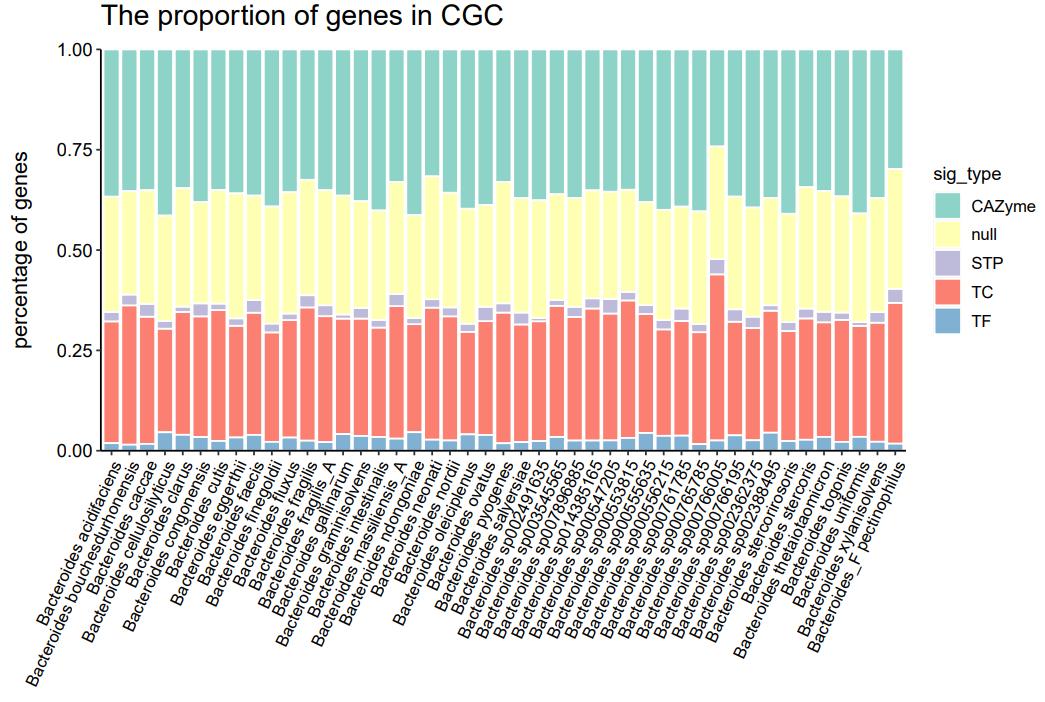 The proportion of genes in CGC
percentage of genes
1.00
0.75
0.50
0.25
0.00
Bacteroides acidifaciens
Bacteroides bouchesdurhonensis
Bacteroides caccae
Bacteroides cellulosilyticus
Bacteroides clarus
Bacteroides congonensis
Bacteroides cutis
Bacteroides eggerthii
Bacteroides faecis
Bacteroides finegoldii
Bacteroides fluxus
Bacteroides fragilis
Bacteroides fragilis_A
Bacteroides gallinarum
Bacteroides graminisolvens
Bacteroides intestinalis
Bacteroides massiliensis_A
Bacteroides ndongoniae
Bacteroides neonati
Bacteroides nordii
Bacteroides oleiciplenus
Bacteroides ovatus
Bacteroides pyogenes
Bacteroides salyersiae
Bacteroides sp002491635
Bacteroides sp003545565
Bacteroides sp007896885
Bacteroides sp014385165
Bacteroides sp900547205
Bacteroides sp900553815
Bacteroides sp900555635
Bacteroides sp900556215
Bacteroides sp900761785
Bacteroides sp900765785
Bacteroides sp900766005
Bacteroides sp900766195
Bacteroides sp902362375
Bacteroides sp902388495
Bacteroides stercorirosoris
Bacteroides stercoris
Bacteroides thetaiotaomicron
Bacteroides togonis
Bacteroides uniformis
Bacteroides xylanisolvens
Bacteroides_F pectinophilus
sig_type
CAZyme
null
STP
TC
TF